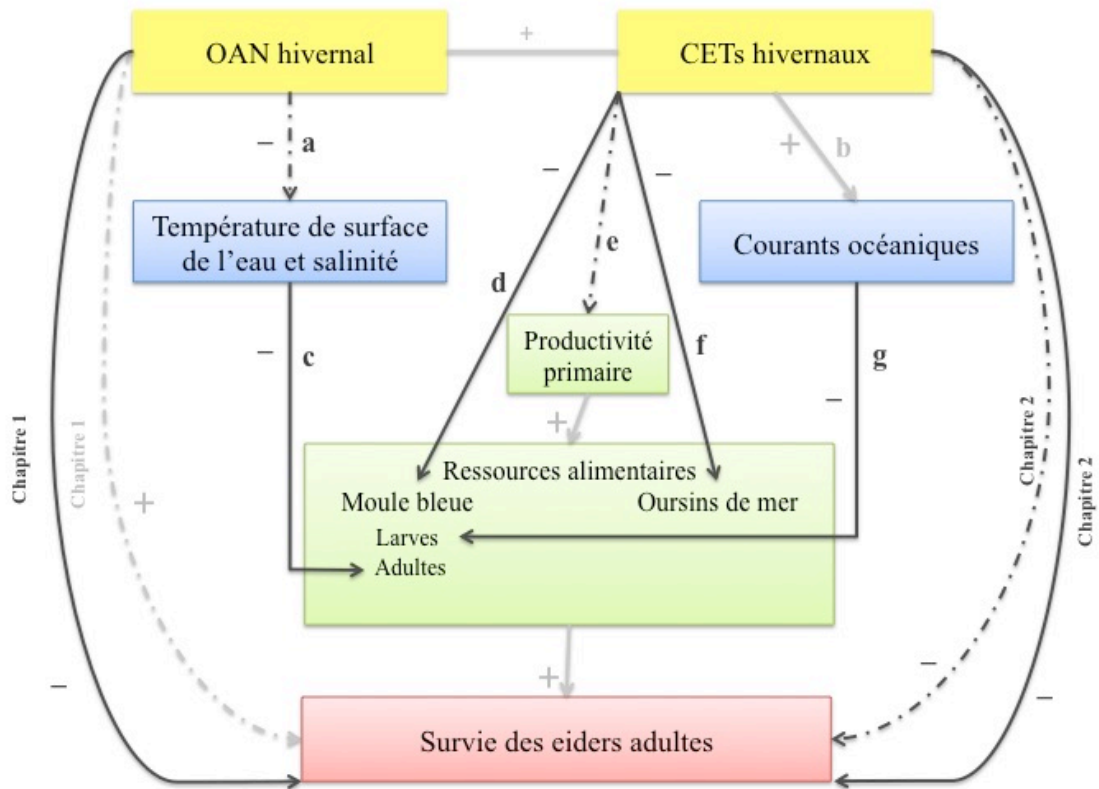 OAN hivernal
+
CETs hivernaux
–
a
–
–
+
b
Température de surface
de l'eau et salinité
Courants océaniques
e
d
Productivité
primaire
–
c
f
g
–
+
Chapitre 1
Chapitre 1
+
Chapitre 2
Chapitre 2
Ressources alimentaires
Moule bleue
Oursins de mer
Larves
Adultes
–
+
–
–
Survie des eiders adultes